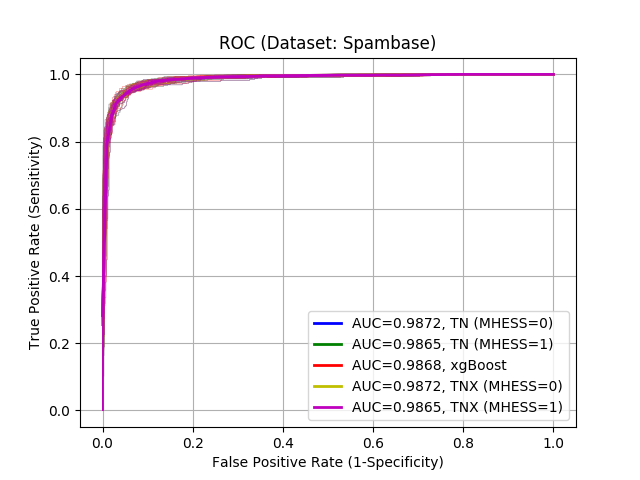 ROC (Dataset: Spambase)
True Positive Rate (Sensitivity)
1.0
0.8
0.6
0.4
0.2
0.0
AUC=0.9872, TN (MHESS=0)
AUC=0.9865, TN (MHESS=1)
AUC=0.9868, xgBoost
AUC=0.9872, TNX (MHESS=0)
AUC=0.9865, TNX (MHESS=1)
0.0 0.2 0.4 0.6 0.8 1.0
False Positive Rate (1-Specificity)